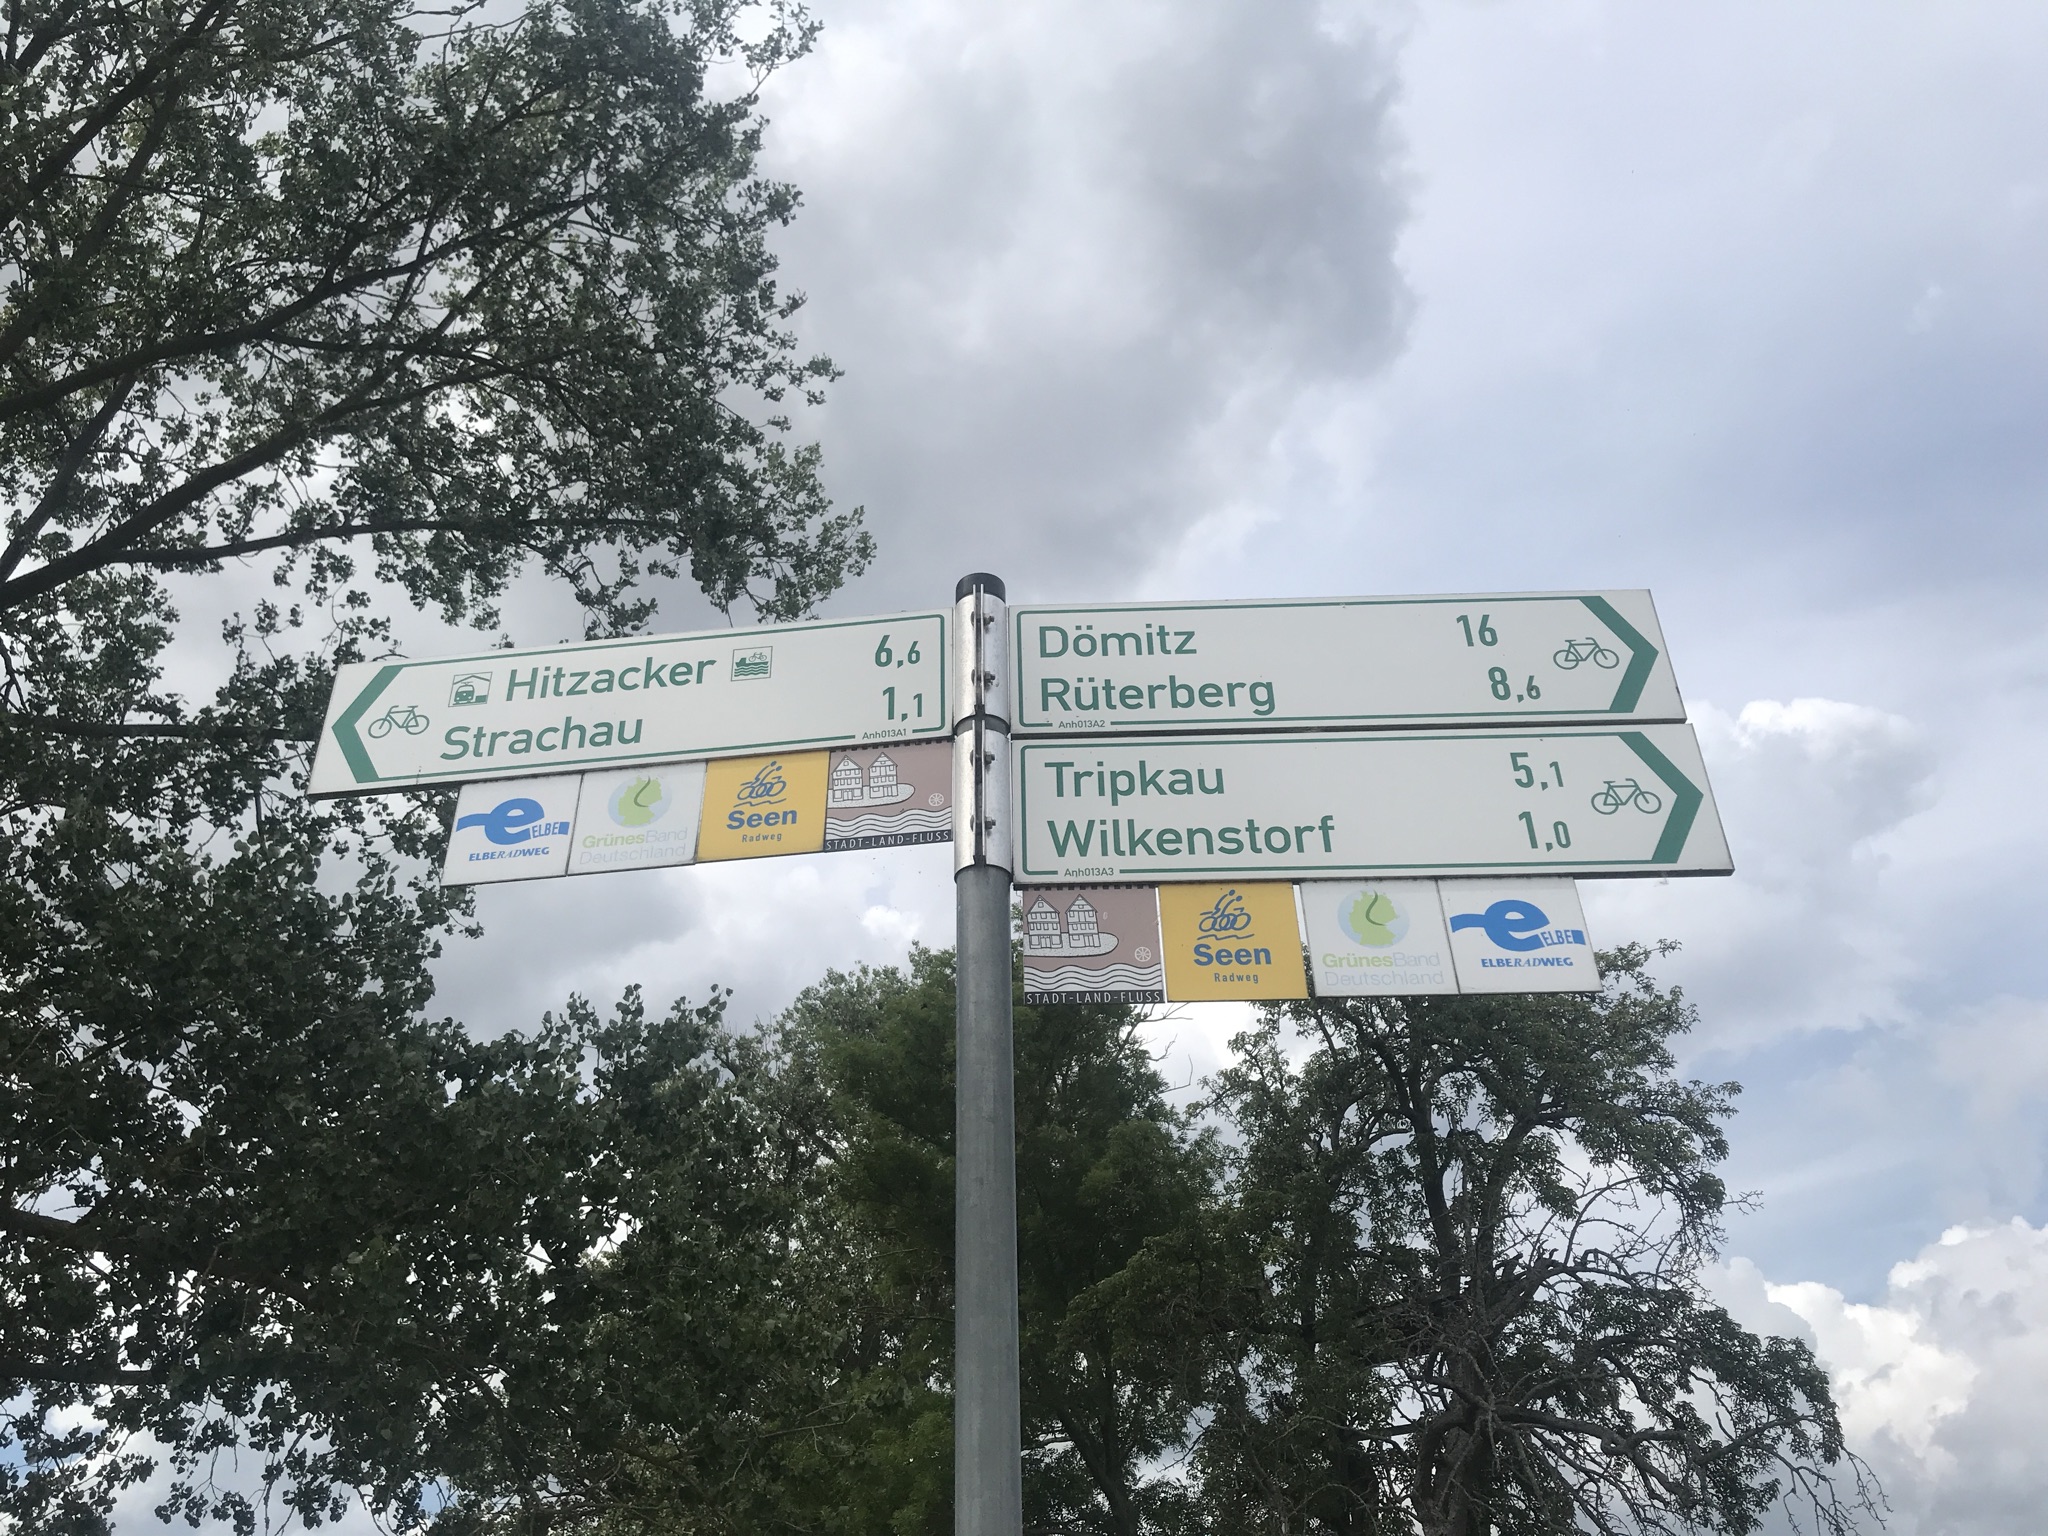 Hitzacker 6,6
Strachau 1,1
Anh013A1
e ELBE
ELBERADWEG
GrünesBand
Deutschland
Seen
Radweg
STADT-LAND-FLUSS
Dömitz 16
Rüterberg 8,6
Anh013A2
Tripkau 5,1
Wilkenstorf 1,0
Anh013A3
STADT-LAND-FLUSS
Seen
Radweg
GrünesBand
Deutschland
e ELBE
ELBERADWEG